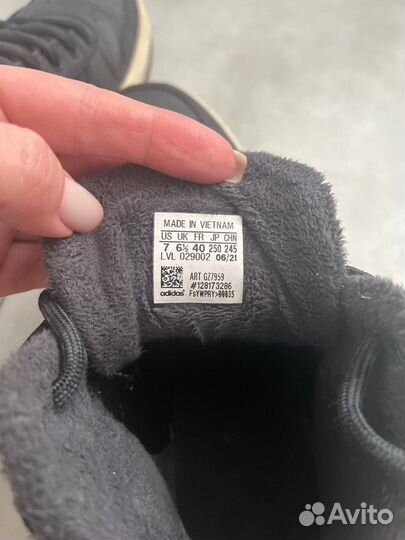 MADE IN VIETNAM
US UK FR JP CHN
7 6½ 40 250 245
LVL 029002 06/21
ART GZ7959
#128173286
adidas FsYWPRY>00035
Avito